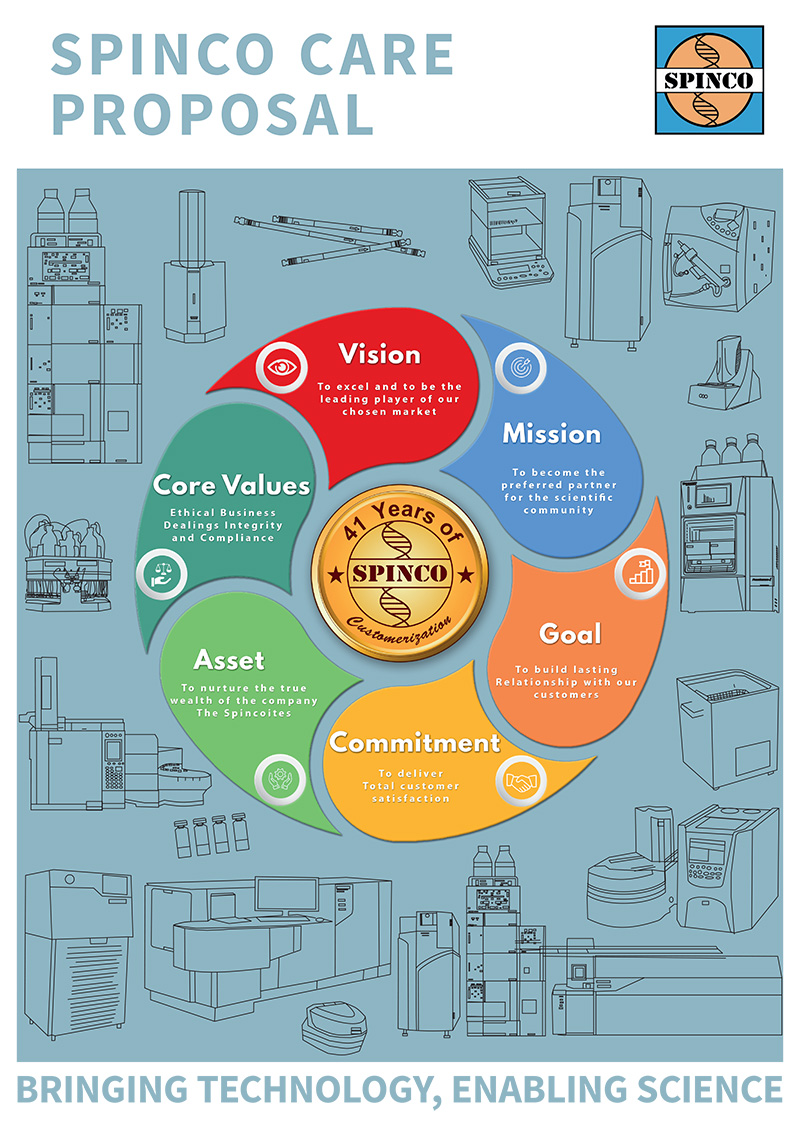 SPINCO CARE
PROPOSAL
SPINCO
Vision
To excel and to be the
leading player of our
chosen market
Mission
To become the
preferred partner
for the scientific
community
Core Values
Ethical Business
Dealings Integrity
and Compliance
41 Years of
SPINCO
Customerization
Goal
To build lasting
Relationship with our
customers
Asset
To nurture the true
wealth of the company
The Spincoites
Commitment
To deliver
Total customer
satisfaction
BRINGING TECHNOLOGY, ENABLING SCIENCE